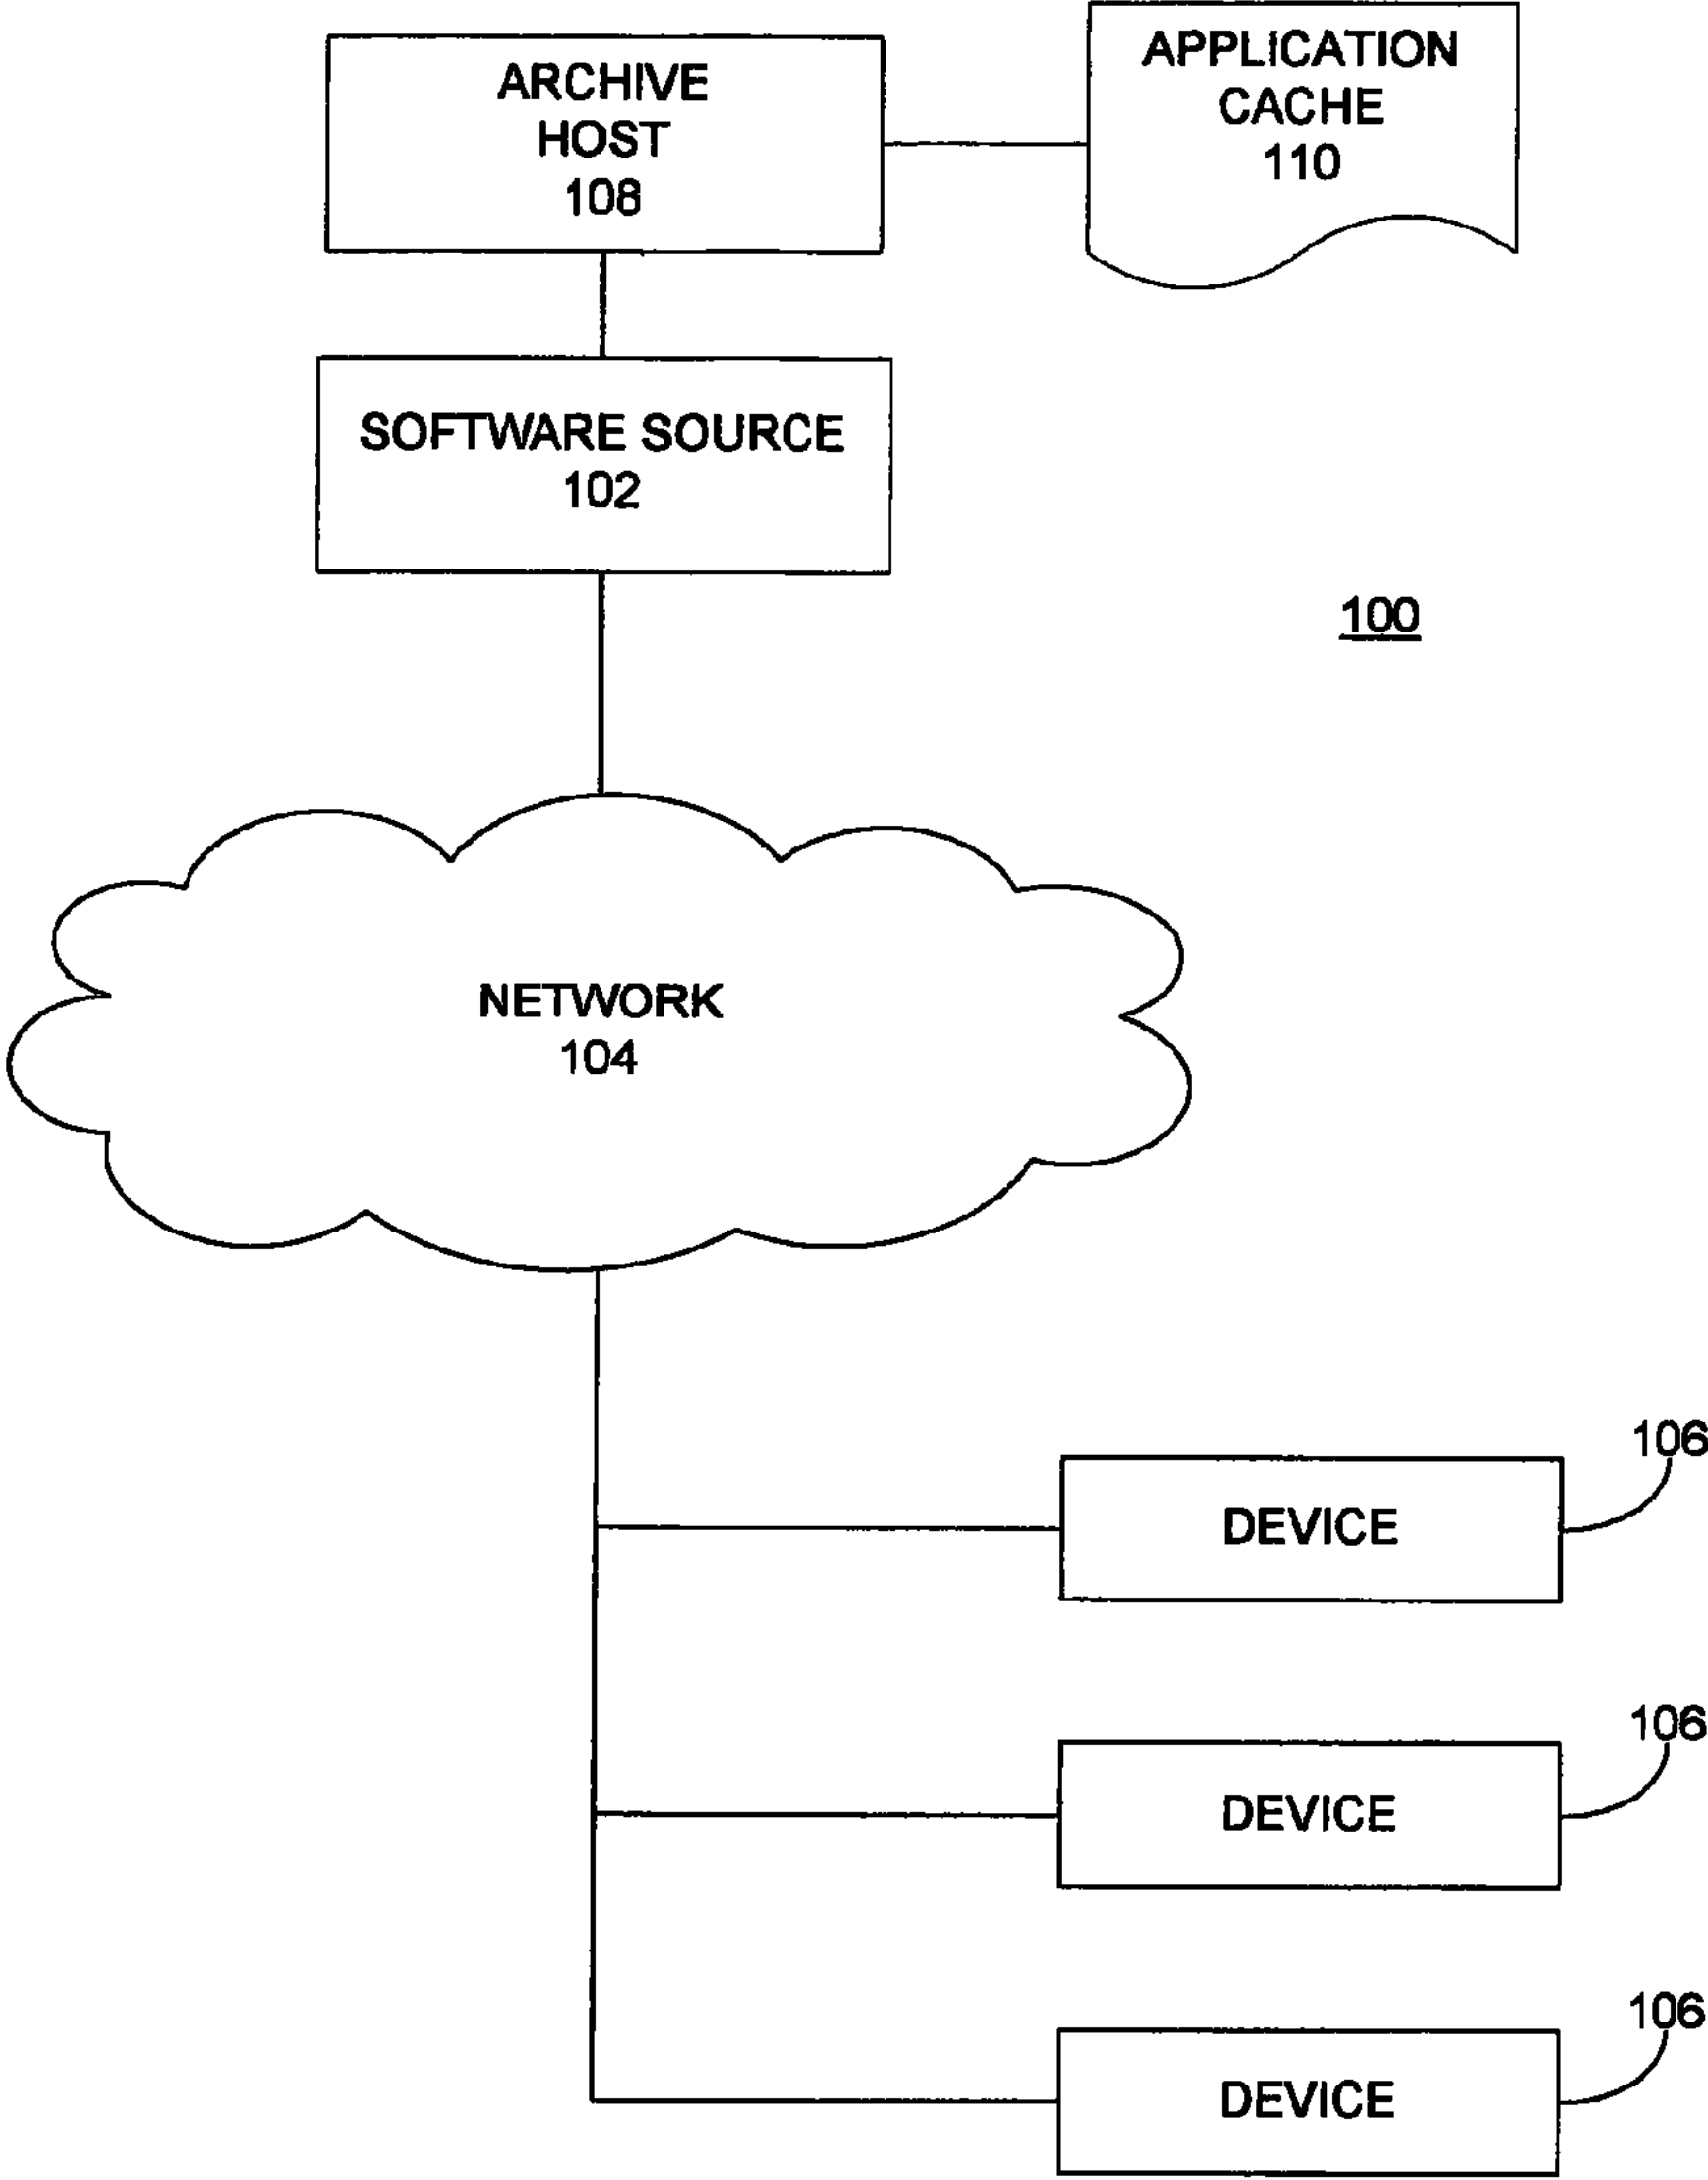 ARCHIVE
HOST
108
APPLICATION
CACHE
110
SOFTWARE SOURCE
102
100
NETWORK
104
106
DEVICE
106
DEVICE
106
DEVICE